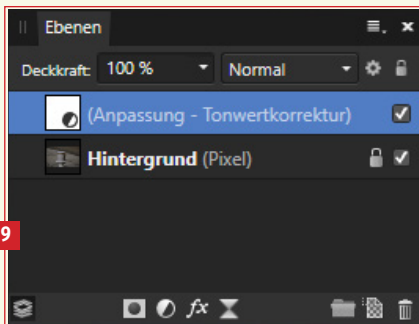 Ebenen
Deckkraft: 100 % Normal
(Anpassung - Tonwertkorrektur)
Hintergrund (Pixel)
9
fx